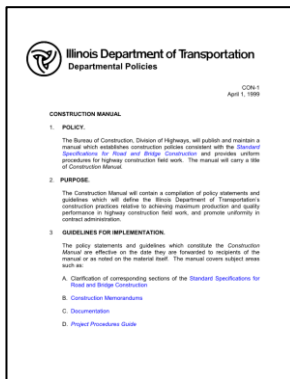 Illinois Department of Transportation
Departmental Policies
CON-1
April 1, 1999
CONSTRUCTION MANUAL
1. POLICY.
The Bureau of Construction, Division of Highways, will publish and maintain a
manual which establishes construction policies consistent with the Standard
Specifications for Road and Bridge Construction and provides uniform
procedures for highway construction field work. The manual will carry a title
of Construction Manual.
2. PURPOSE.
The Construction Manual will contain a compilation of policy statements and
guidelines which will define the Illinois Department of Transportation's
construction practices relative to achieving maximum production and quality
performance in highway construction field work, and promote uniformity in
contract administration.
3 GUIDELINES FOR IMPLEMENTATION.
The policy statements and guidelines which constitute the Construction
Manual are effective on the date they are forwarded to recipients of the
manual or as noted on the material itself. The manual covers subject areas
such as:
A. Clarification of corresponding sections of the Standard Specifications for
Road and Bridge Construction
B. Construction Memorandums
C. Documentation
D. Project Procedures Guide